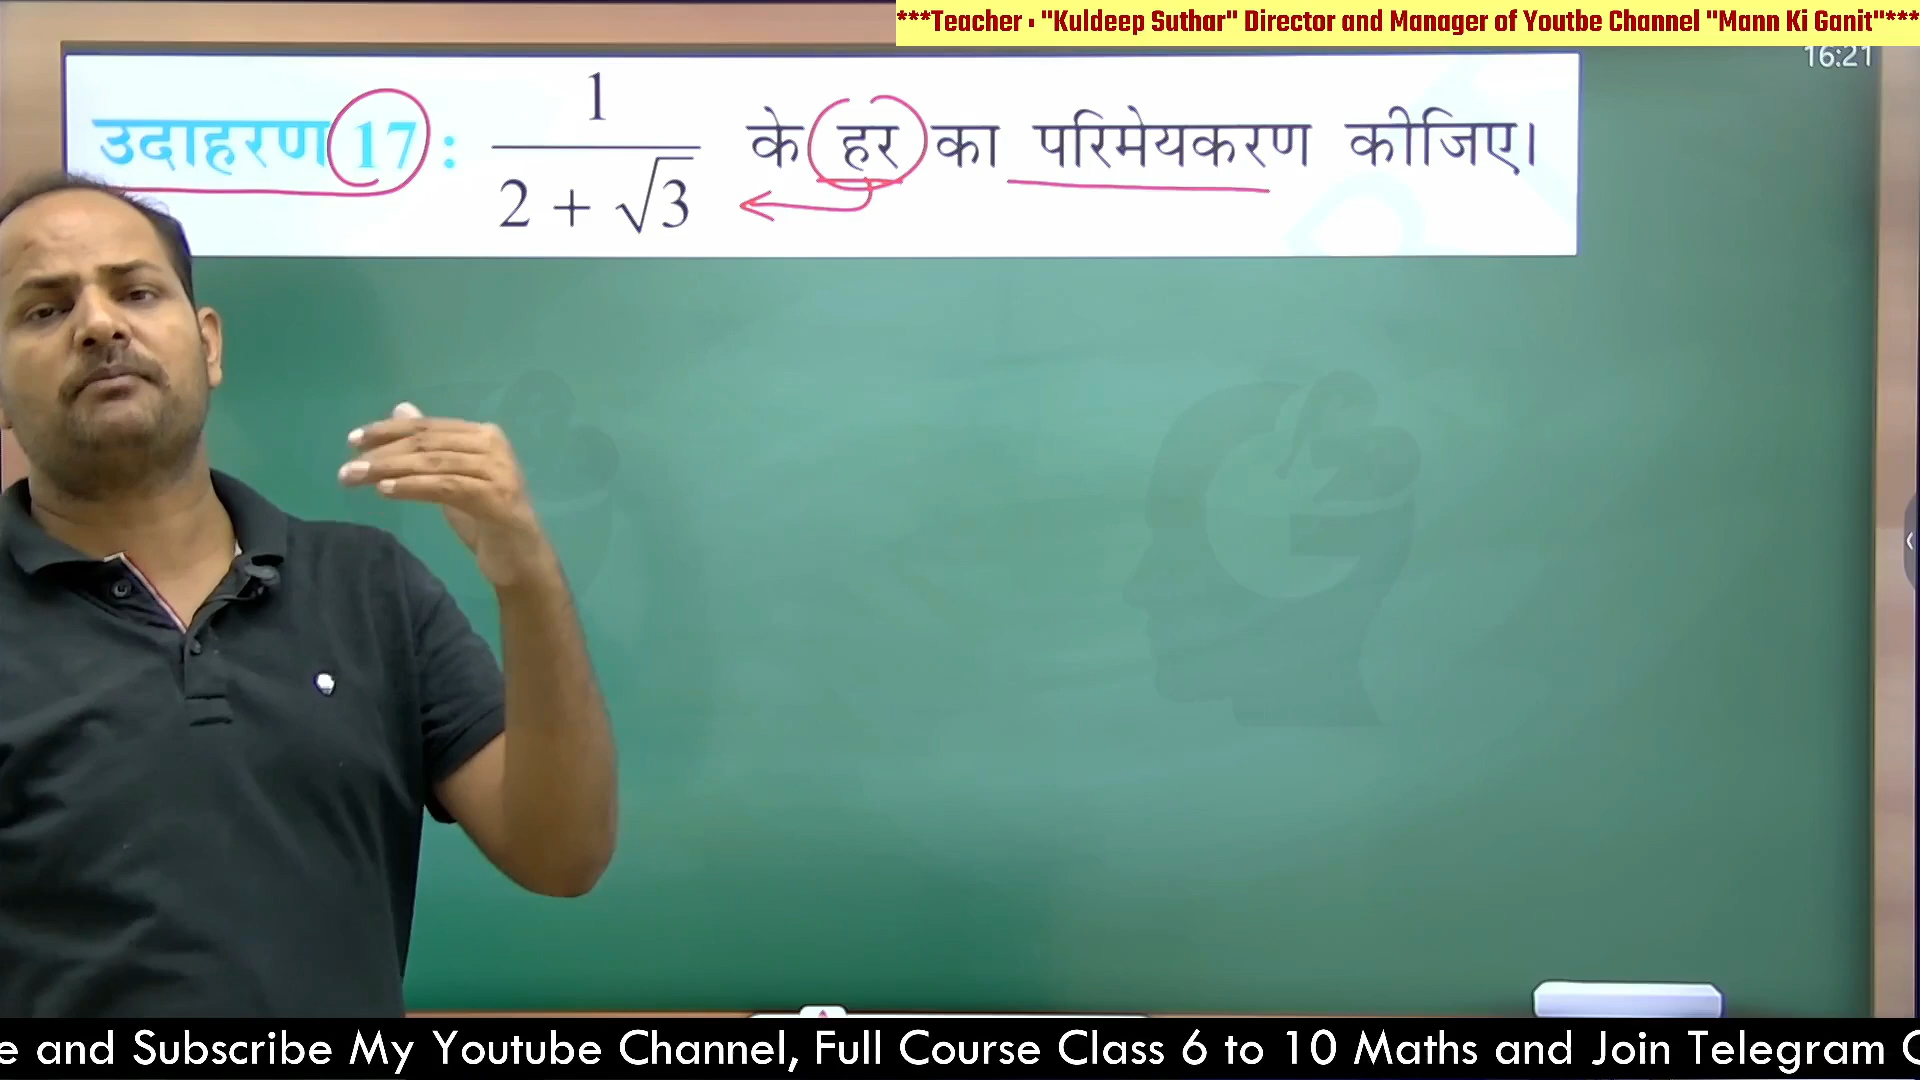 ***Teacher : "Kuldeep Suthar" Director and Manager of Youtbe Channel "Mann Ki Ganit"***
16:21
उदाहरण 17 : 1 / (2 + √3) के हर का परिमेयकरण कीजिए।
e and Subscribe My Youtube Channel, Full Course Class 6 to 10 Maths and Join Telegram